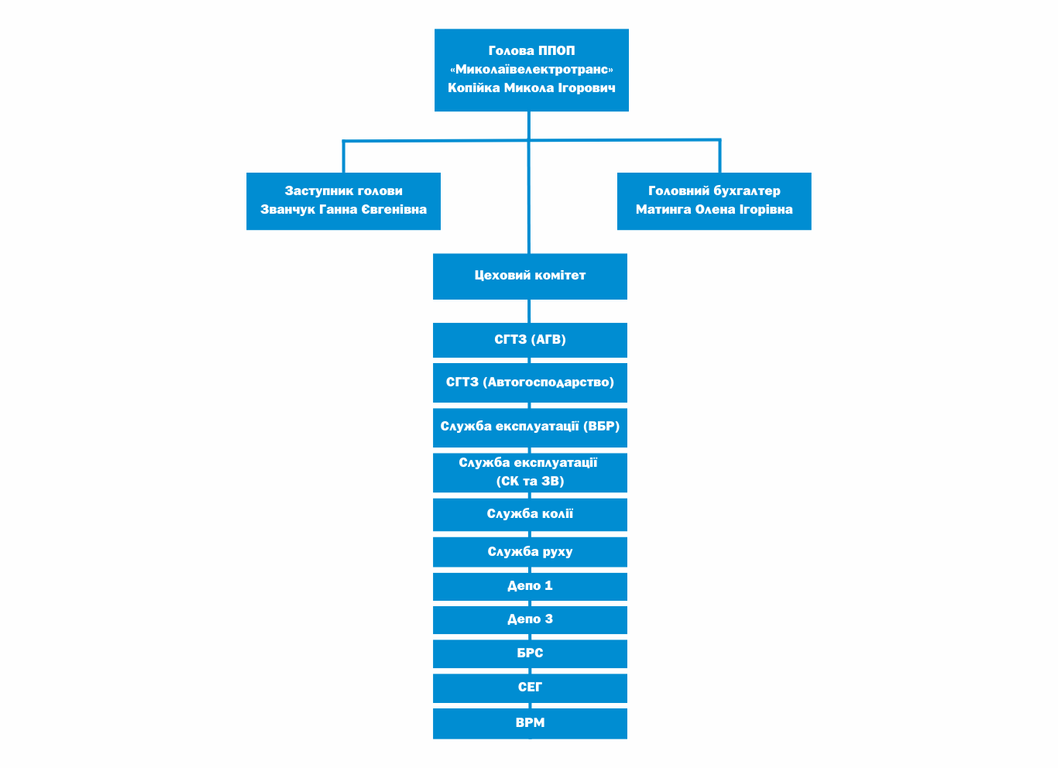 Голова ППОП
«Миколаївелектротранс»
Копійка Микола Ігорович
Заступник голови
Званчук Ганна Євгенівна
Головний бухгалтер
Матинга Олена Ігорівна
Цеховий комітет
СГТЗ (АГВ)
СГТЗ (Автогосподарство)
Служба експлуатації (ВБР)
Служба експлуатації
(СК та ЗВ)
Служба колії
Служба руху
Депо 1
Депо 3
БРС
СЕГ
ВРМ